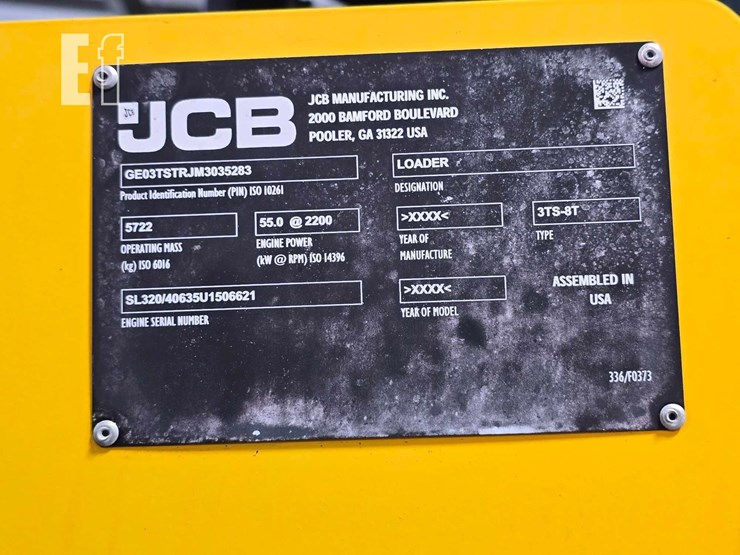 Ef
JCB
JCB MANUFACTURING INC.
2000 BAMFORD BOULEVARD
POOLER, GA 31322 USA
GE03TSTRJM3035283
Product Identification Number (PIN) ISO 10261
LOADER
DESIGNATION
5722
OPERATING MASS
(kg) ISO 6016
55.0 @ 2200
ENGINE POWER
(kW @ RPM) ISO 14396
>XXXX<
YEAR OF
MANUFACTURE
3TS-8T
TYPE
SL320/40635U1506621
ENGINE SERIAL NUMBER
>XXXX<
YEAR OF MODEL
ASSEMBLED IN
USA
336/F0373